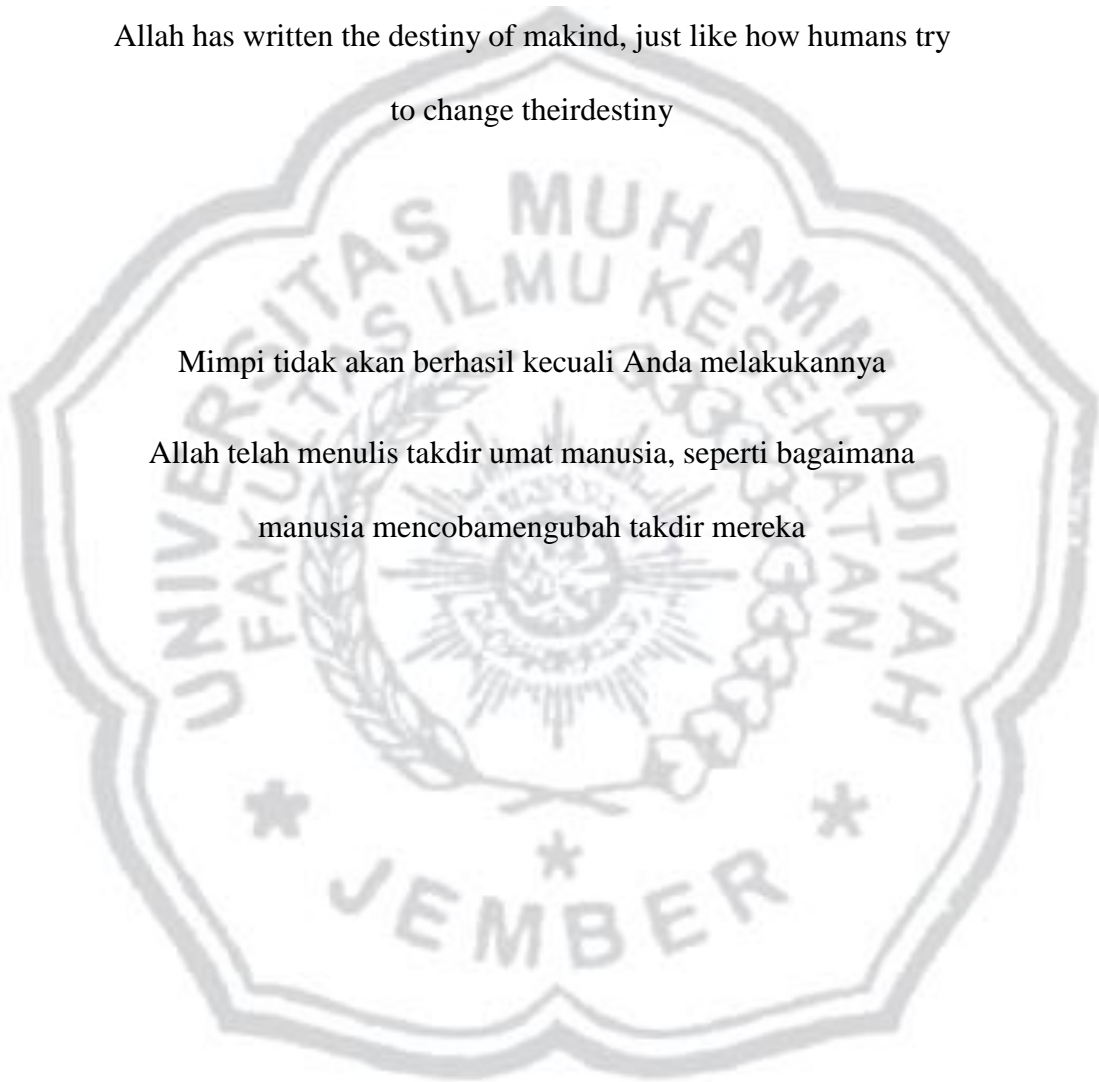 Allah has written the destiny of makind, just like how humans try
to change theirdestiny
UNIVERSITAS MUHAMMADIYAH
FAKULTAS ILMU KESEHATAN
Mimpi tidak akan berhasil kecuali Anda melakukannya
Allah telah menulis takdir umat manusia, seperti bagaimana
manusia mencobamengubah takdir mereka
JEMBER